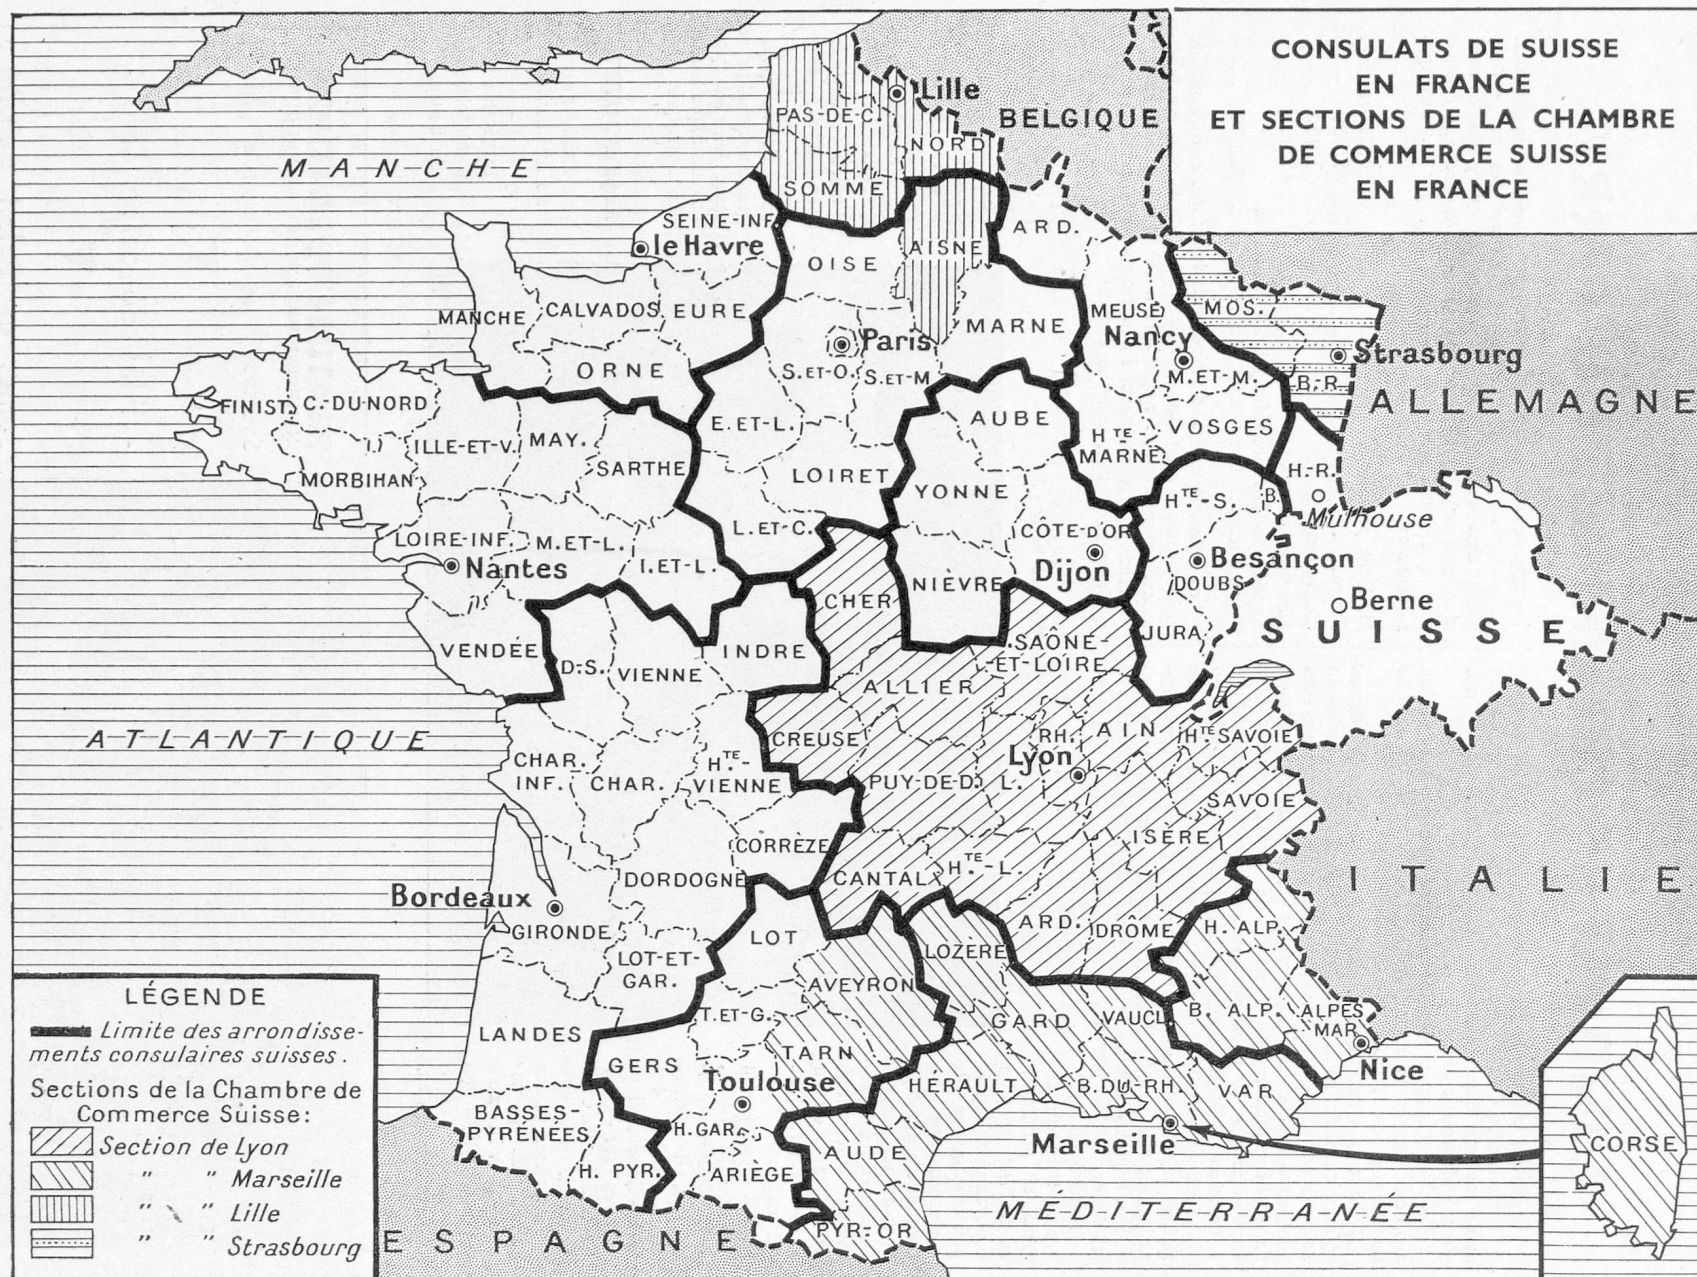 CONSULATS DE SUISSE
EN FRANCE
ET SECTIONS DE LA CHAMBRE
DE COMMERCE SUISSE
EN FRANCE
Lille
BELGIQUE
PAS-DE-C.
NORD
MANCHE
SOMME
SEINE-INF.
le Havre
ARD.
AISNE
OISE
MANCHE
CALVADOS
EURE
MARNE
MEUSE
MOS.
Paris
Nancy
Strasbourg
ORNE
S.ET-O.
S.ET-M
M.ET-M.
B.-R.
ALLEMAGNE
FINIST.
C.-DU-NORD
ILLE-ET-V.
MAY.
E.ET-L.
AUBE
HTE-
MARNE
VOSGES
MORBIHAN
SARTHE
LOIRET
YONNE
H.-R.
HTE-S.
B.
Mulhouse
LOIRE-INF.
M.ET-L.
L.ET-C.
CÔTE-D'OR
Nantes
I.ET-L.
NIÈVRE
Dijon
Besançon
DOUBS
CHER
Berne
SUISSE
VENDÉE
D.-S.
VIENNE
INDRE
SAÔNE-
ET-LOIRE
JURA
ALLIER
ATLANTIQUE
CREUSE
RH.
AIN
HTE SAVOIE
Lyon
CHAR.
INF.
CHAR.
HTE-
VIENNE
PUY-DE-D.
L.
SAVOIE
CORRÈZE
ISÈRE
DORDOGNE
CANTAL
HTE-L.
ITALIE
Bordeaux
GIRONDE
LOT
ARD.
DRÔME
H. ALP.
LOT-ET-
GAR.
LOZÈRE
AVEYRON
LANDES
T.ET-G.
GARD
VAUCL.
B. ALP.
ALPES
MAR.
GERS
TARN
Toulouse
HÉRAULT
B.DU-RH.
VAR
Nice
BASSES-
PYRÉNÉES
H.GAR.
AUDE
Marseille
CORSE
H. PYR.
ARIÈGE
MÉDITERRANÉE
PYR.-OR
ESPAGNE
LÉGENDE
Limite des arrondisse-
ments consulaires suisses.
Sections de la Chambre de
Commerce Suisse:
Section de Lyon
" " Marseille
" " Lille
" " Strasbourg